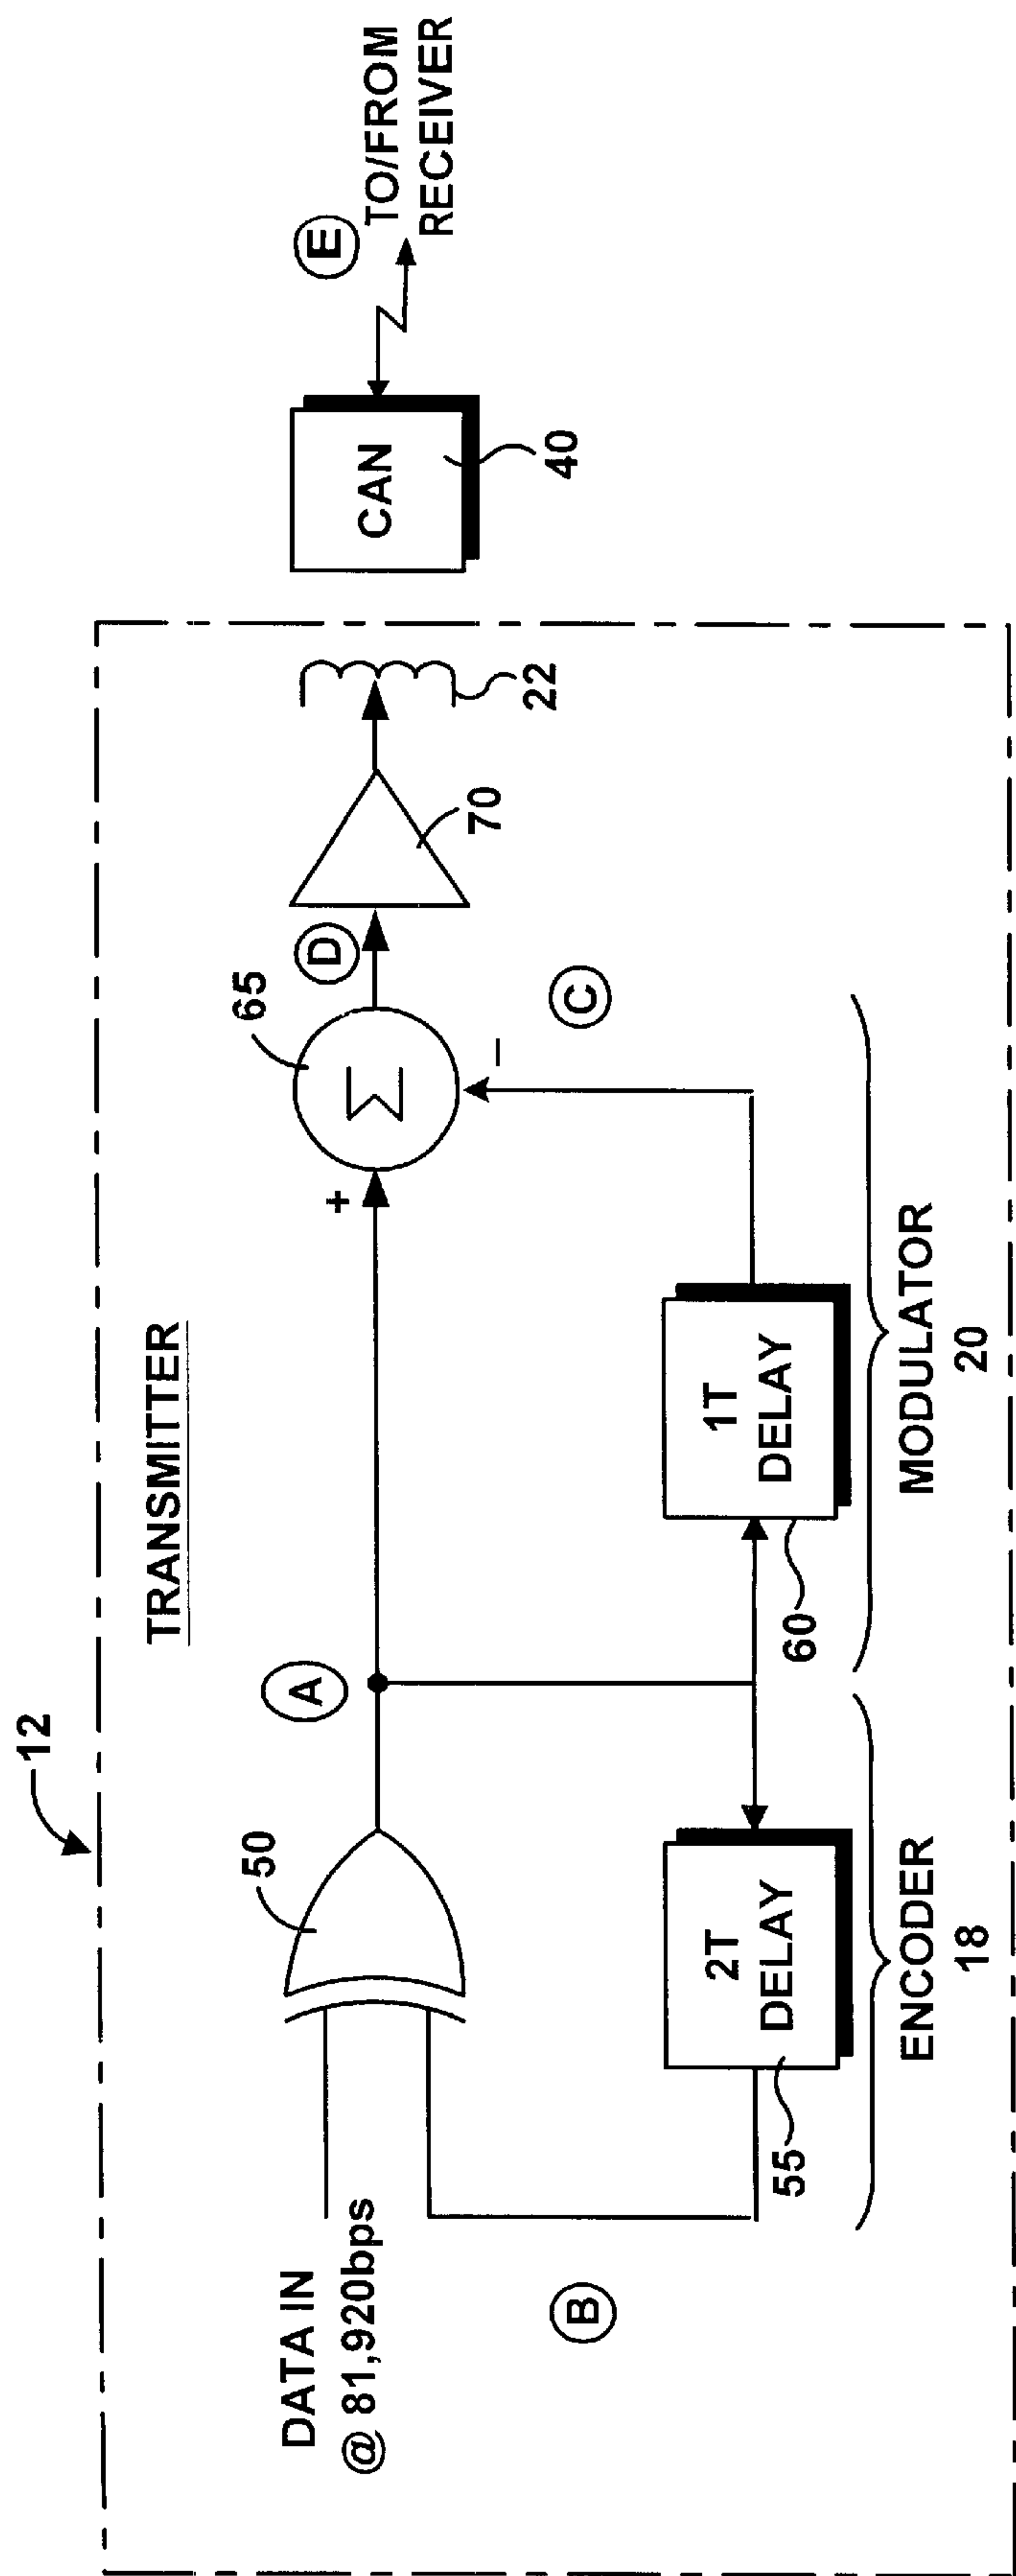 12
TRANSMITTER
DATA IN
@ 81,920bps
50
A
+
65
Σ
D
70
22
CAN
40
E
TO/FROM
RECEIVER
B
55
2T
DELAY
60
1T
DELAY
–
C
ENCODER
18
MODULATOR
20